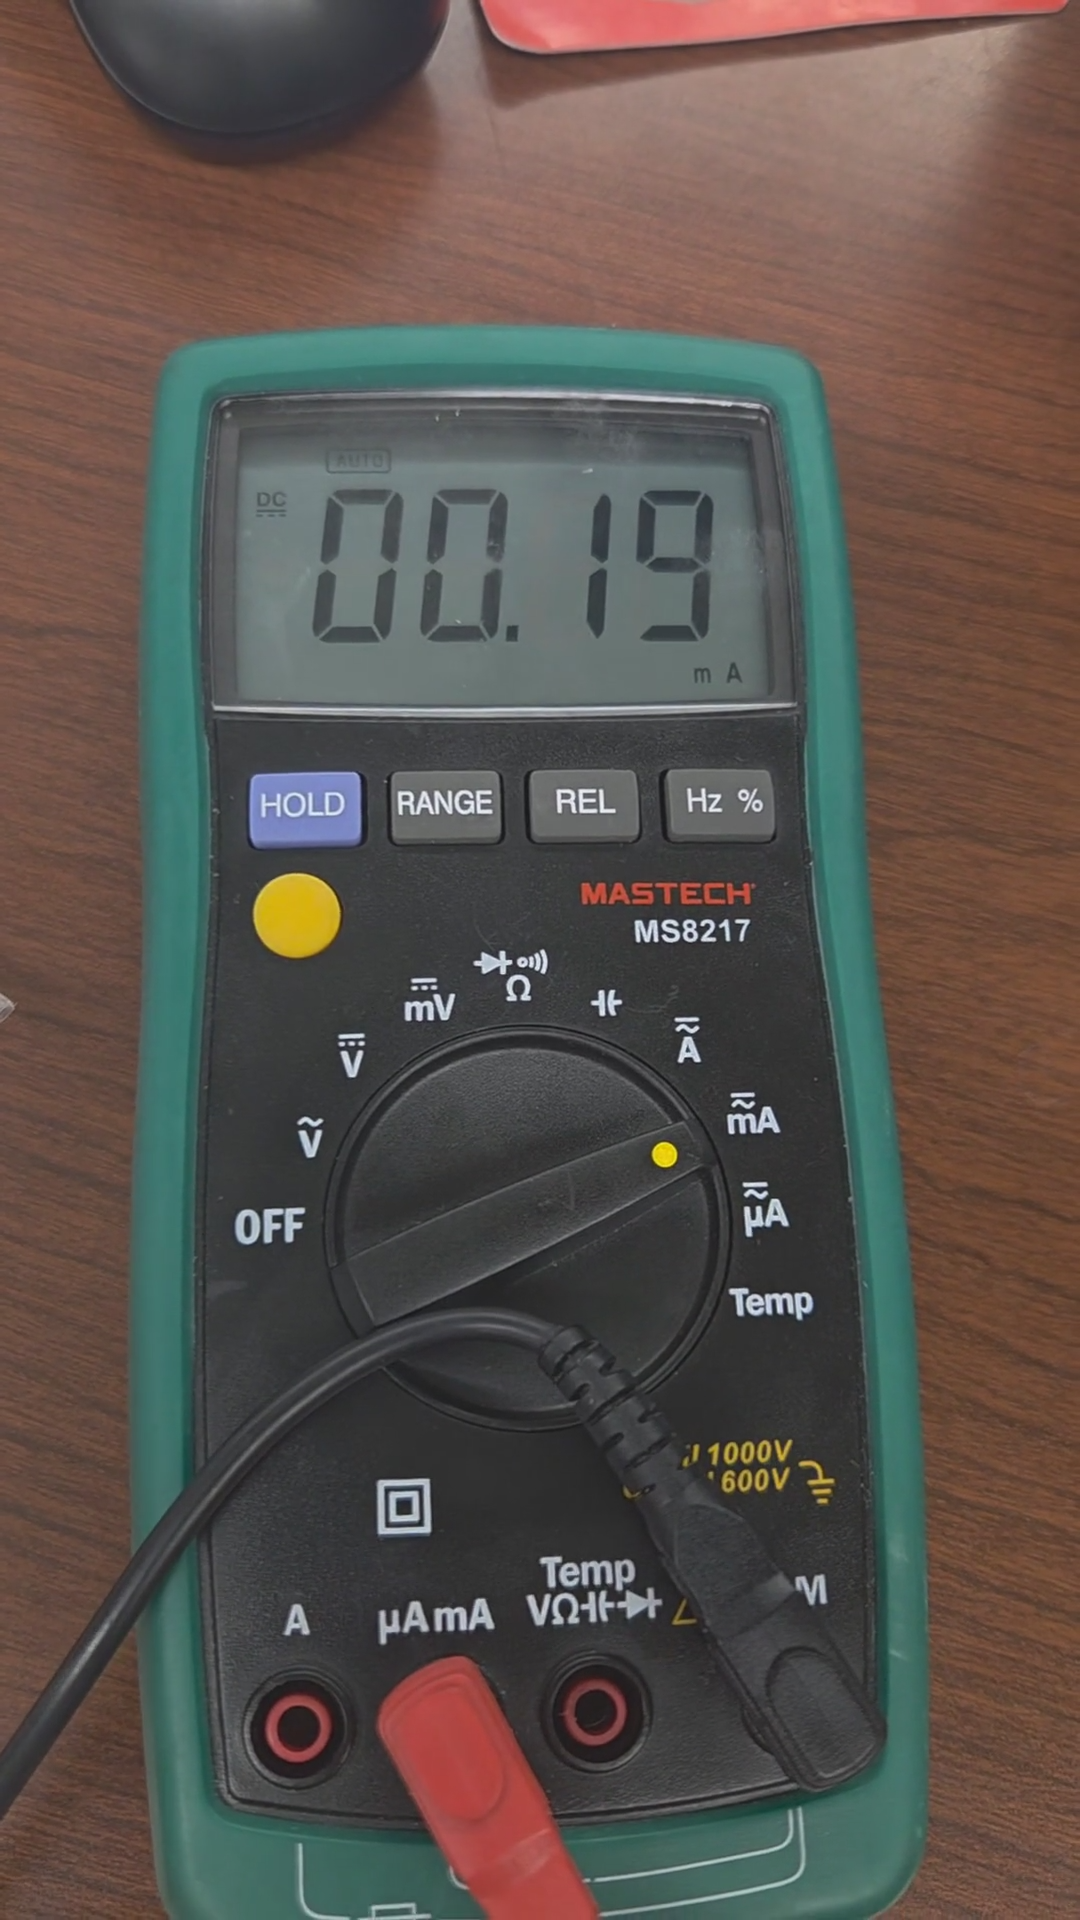 AUTO
DC
00.19
m A
HOLD RANGE REL Hz %
MASTECH
MS8217
mV
Ω
V
A
mA
V
OFF
µA
Temp
1000V
600V
Temp
A µA mA VΩ